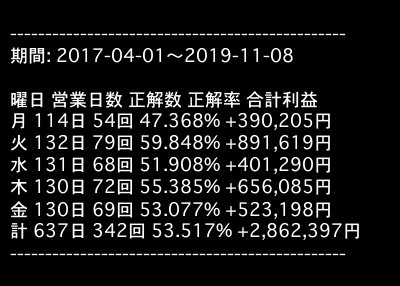 ------------------------------------------------
期間: 2017-04-01〜2019-11-08
曜日 営業日数 正解数 正解率 合計利益
月 114日 54回 47.368% +390,205円
火 132日 79回 59.848% +891,619円
水 131日 68回 51.908% +401,290円
木 130日 72回 55.385% +656,085円
金 130日 69回 53.077% +523,198円
計 637日 342回 53.517% +2,862,397円
------------------------------------------------